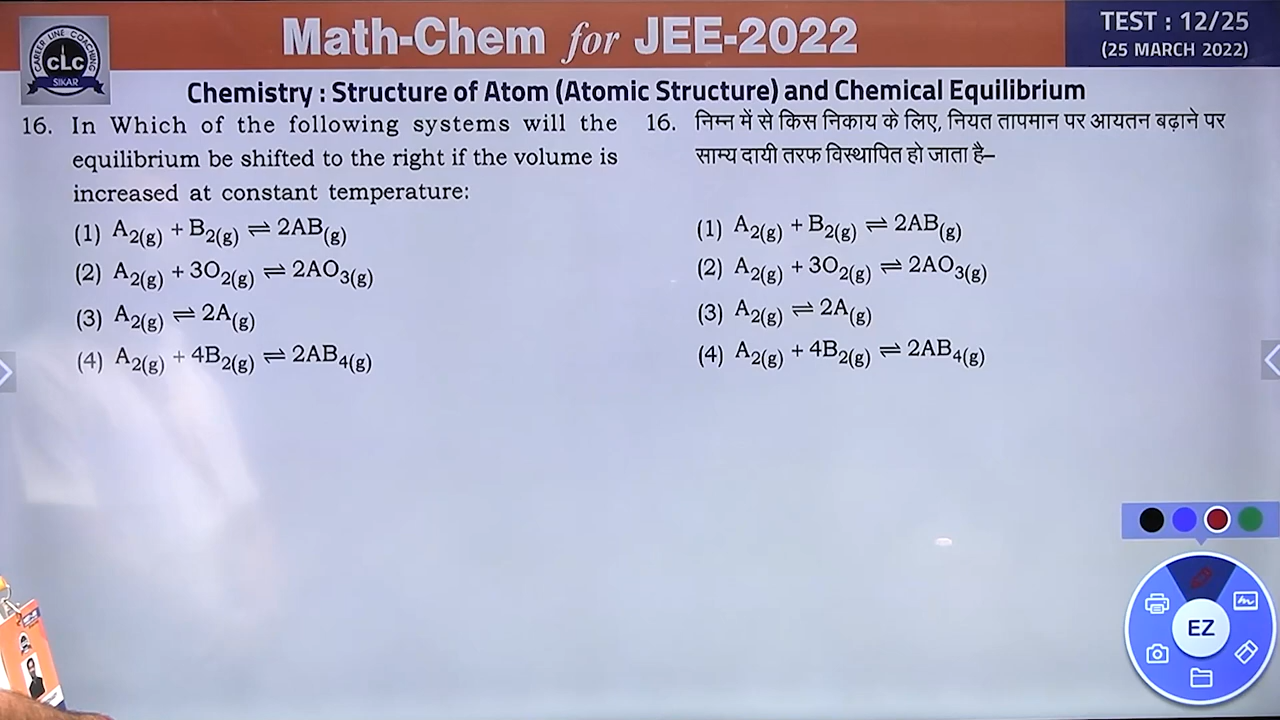 Math-Chem for JEE-2022
TEST : 12/25
(25 MARCH 2022)
CAREER LINE COACHING
cLc
SIKAR
Chemistry : Structure of Atom (Atomic Structure) and Chemical Equilibrium
16. In Which of the following systems will the
equilibrium be shifted to the right if the volume is
increased at constant temperature:
(1) A₂(g) + B₂(g) ⇌ 2AB(g)
(2) A₂(g) + 3O₂(g) ⇌ 2AO₃(g)
(3) A₂(g) ⇌ 2A(g)
(4) A₂(g) + 4B₂(g) ⇌ 2AB₄(g)
16. निम्न में से किस निकाय के लिए, नियत तापमान पर आयतन बढ़ाने पर
साम्य दायी तरफ विस्थापित हो जाता है–
(1) A₂(g) + B₂(g) ⇌ 2AB(g)
(2) A₂(g) + 3O₂(g) ⇌ 2AO₃(g)
(3) A₂(g) ⇌ 2A(g)
(4) A₂(g) + 4B₂(g) ⇌ 2AB₄(g)
EZ